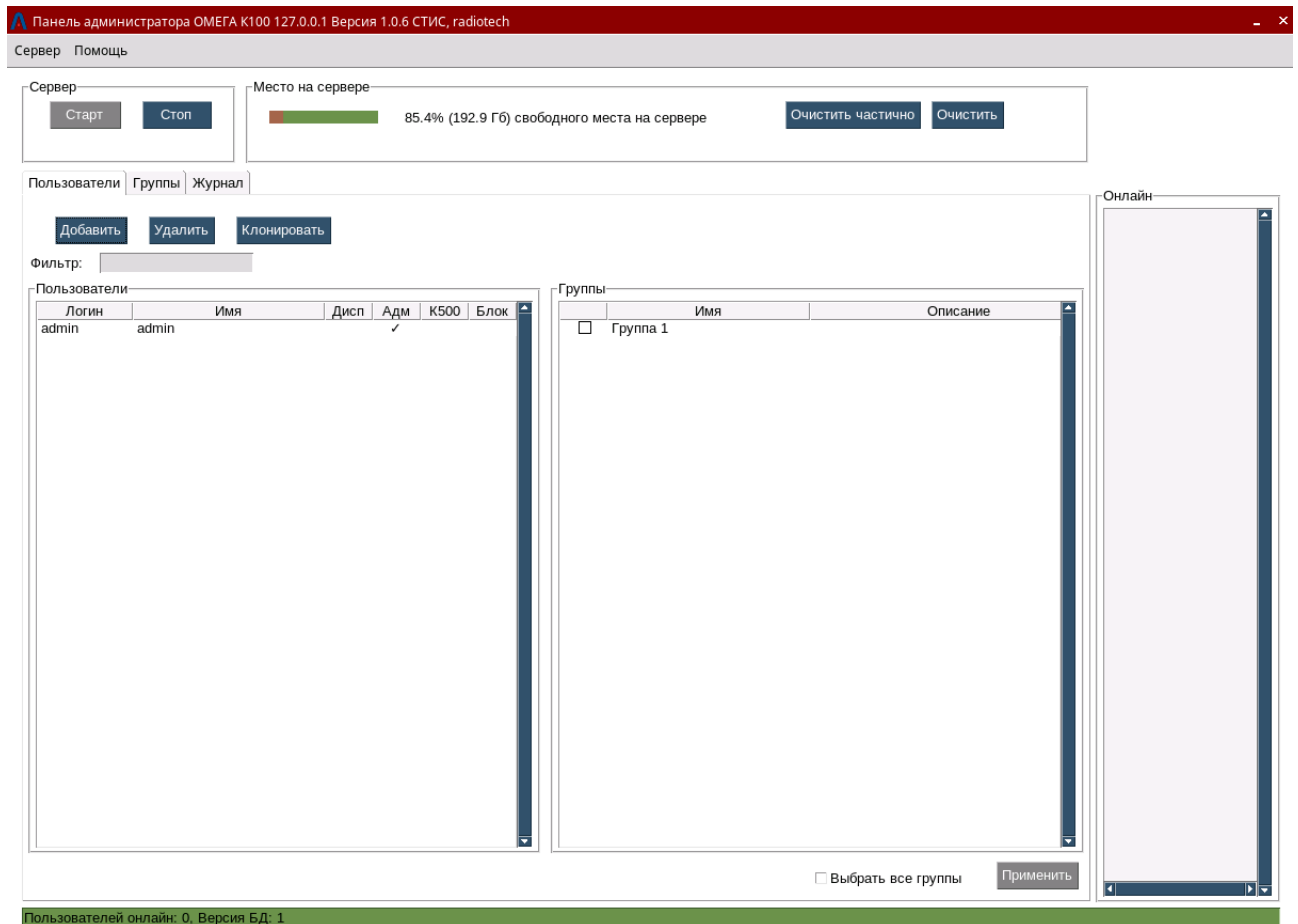 Панель администратора ОМЕГА К100 127.0.0.1 Версия 1.0.6 СТИС, radiotech
Сервер Помощь
Сервер Место на сервере
Старт Стоп 85.4% (192.9 Гб) свободного места на сервере Очистить частично Очистить
Пользователи Группы Журнал
Онлайн
Добавить Удалить Клонировать
Фильтр:
Пользователи Группы
Логин Имя Дисп Адм К500 Блок Имя Описание
admin admin ✓ Группа 1
Выбрать все группы Применить
Пользователей онлайн: 0, Версия БД: 1